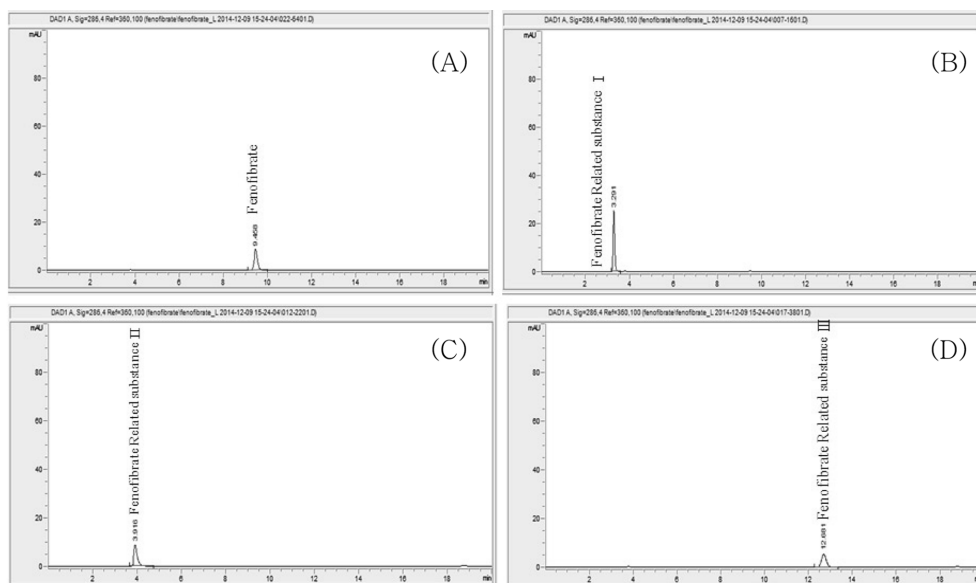 DAD1 A, Sig=286,4 Ref=360,100 (fenofibrate\fenofibrate_L 2014-12-09 15-24-04\022-6401.D)
mAU
(A)
80
60
40
20
0
Fenofibrate
9.458
2 4 6 8 10 12 14 16 18 min
DAD1 A, Sig=286,4 Ref=360,100 (fenofibrate\fenofibrate_L 2014-12-09 15-24-04\007-1501.D)
mAU
(B)
80
60
40
20
0
Fenofibrate Related substance Ⅰ
3.291
2 4 6 8 10 12 14 16 18
DAD1 A, Sig=286,4 Ref=360,100 (fenofibrate\fenofibrate_L 2014-12-09 15-24-04\012-2201.D)
mAU
(C)
80
60
40
20
0
Fenofibrate Related substance Ⅱ
3.916
2 4 6 8 10 12 14 16 18 min
DAD1 A, Sig=286,4 Ref=360,100 (fenofibrate\fenofibrate_L 2014-12-09 15-24-04\017-3801.D)
mAU
(D)
80
60
40
20
0
Fenofibrate Related substance Ⅲ
12.681
2 4 6 8 10 12 14 16 18